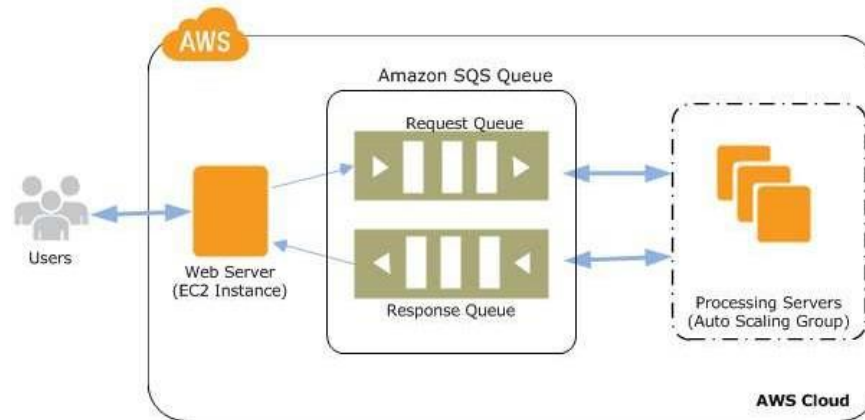 AWS
Amazon SQS Queue
Request Queue
Users
Web Server
(EC2 Instance)
Response Queue
Processing Servers
(Auto Scaling Group)
AWS Cloud